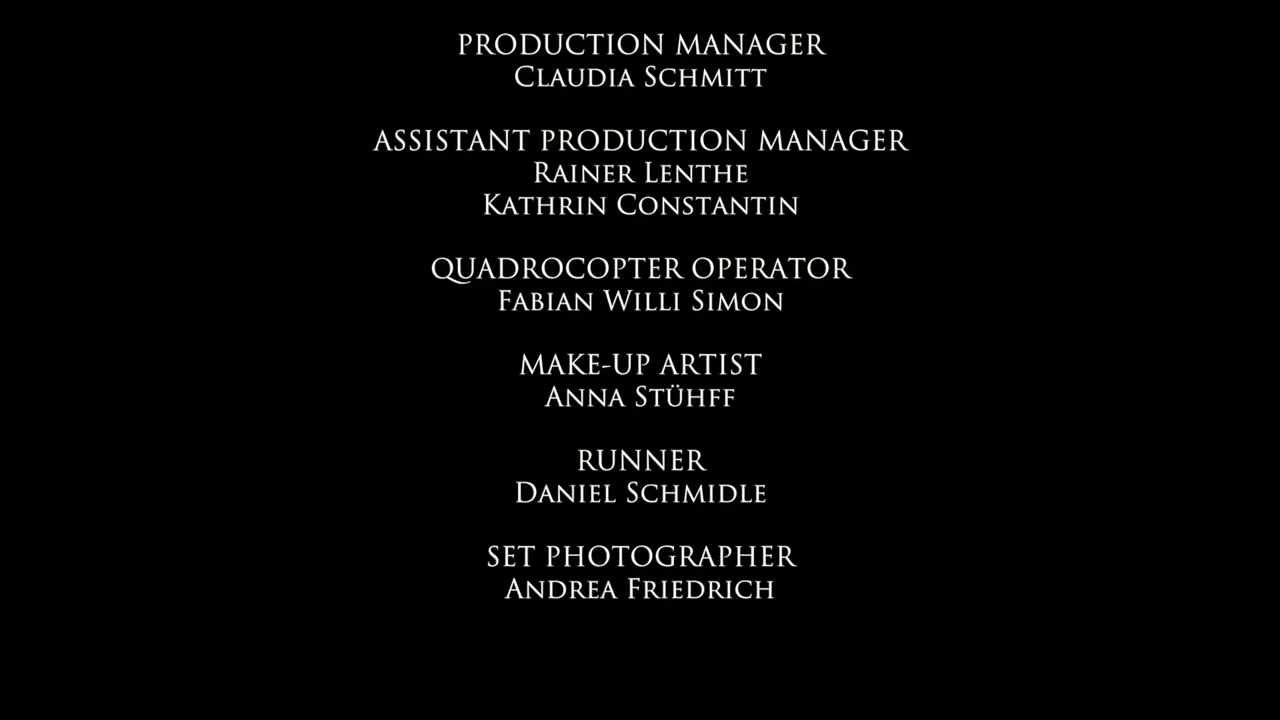 PRODUCTION MANAGER
Claudia Schmitt
ASSISTANT PRODUCTION MANAGER
Rainer Lenthe
Kathrin Constantin
QUADROCOPTER OPERATOR
Fabian Willi Simon
MAKE-UP ARTIST
Anna Stühff
RUNNER
Daniel Schmidle
SET PHOTOGRAPHER
Andrea Friedrich